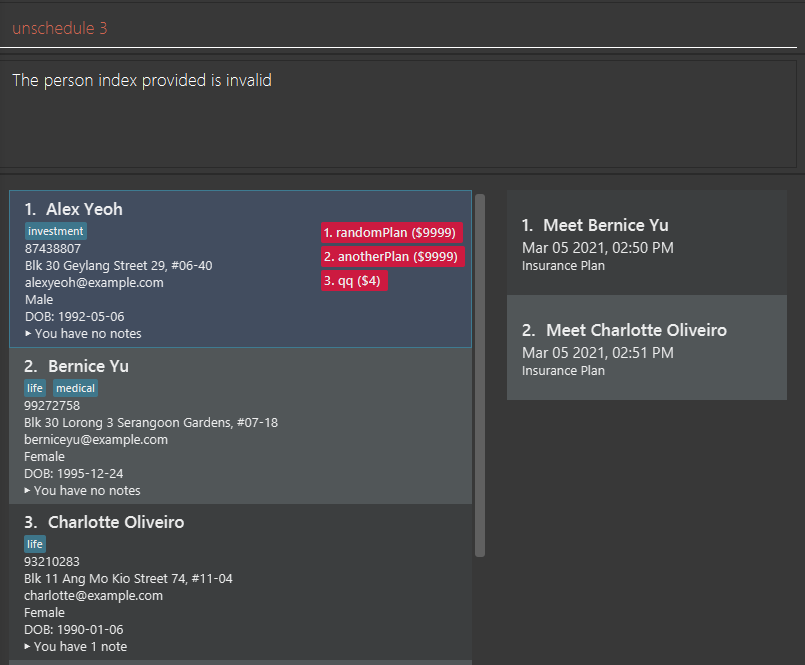 unschedule 3
The person index provided is invalid
1. Alex Yeoh
investment
87438807
Blk 30 Geylang Street 29, #06-40
alexyeoh@example.com
Male
DOB: 1992-05-06
You have no notes
1. randomPlan ($9999)
2. anotherPlan ($9999)
3. qq ($4)
2. Bernice Yu
life medical
99272758
Blk 30 Lorong 3 Serangoon Gardens, #07-18
berniceyu@example.com
Female
DOB: 1995-12-24
You have no notes
3. Charlotte Oliveiro
life
93210283
Blk 11 Ang Mo Kio Street 74, #11-04
charlotte@example.com
Female
DOB: 1990-01-06
You have 1 note
1. Meet Bernice Yu
Mar 05 2021, 02:50 PM
Insurance Plan
2. Meet Charlotte Oliveiro
Mar 05 2021, 02:51 PM
Insurance Plan